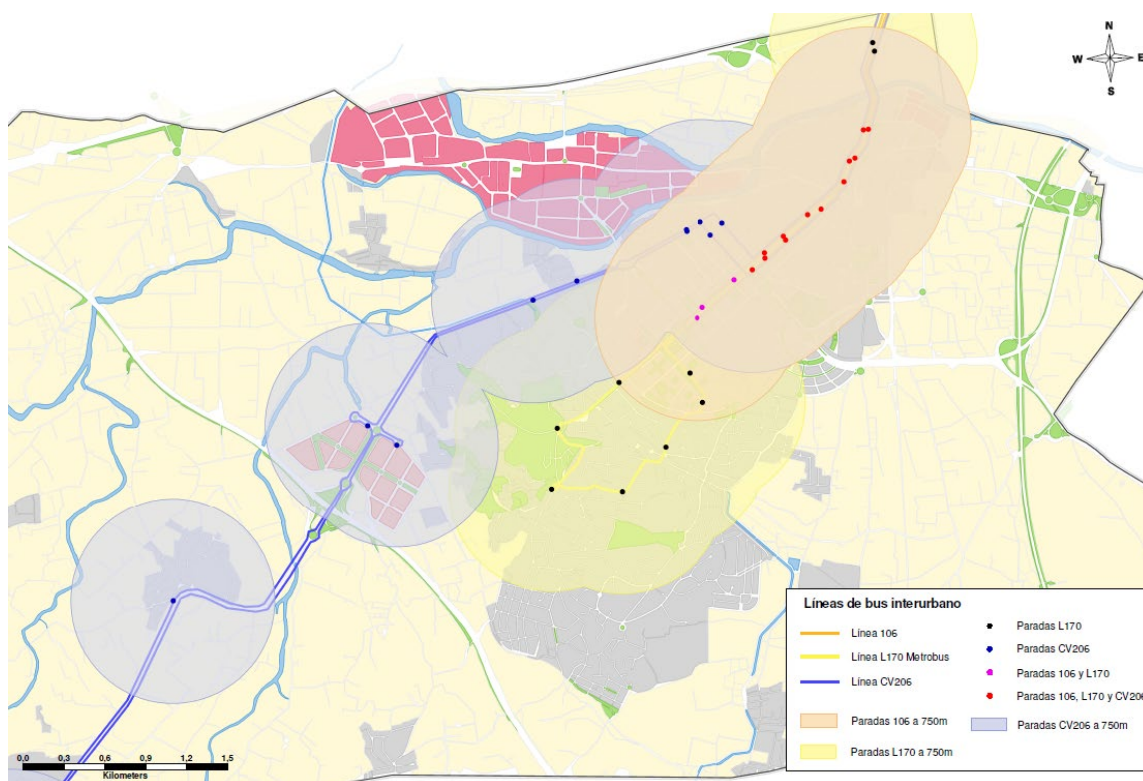 N
W E
S
Líneas de bus interurbano
Línea 106
Línea L170 Metrobus
Línea CV206
Paradas 106 a 750m
Paradas L170 a 750m
Paradas L170
Paradas CV206
Paradas 106 y L170
Paradas 106, L170 y CV206
Paradas CV206 a 750m
0,0 0,3 0,6 0,9 1,2 1,5
Kilometers